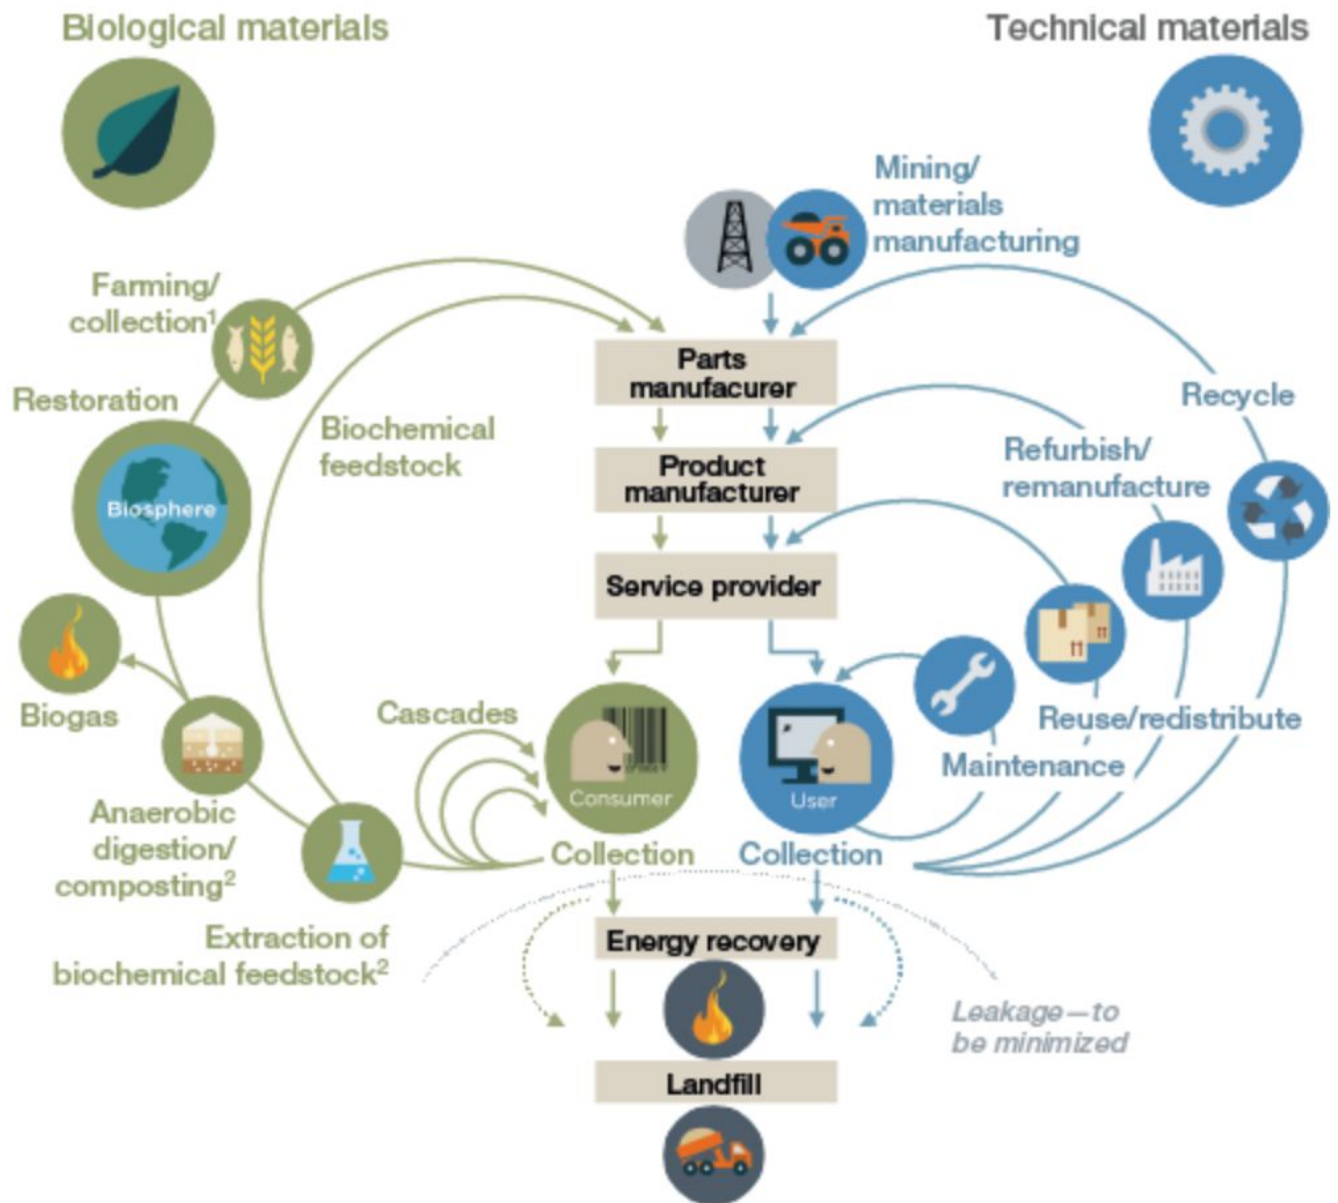 Biological materials
Technical materials
Mining/
materials
manufacturing
Farming/
collection¹
Restoration
Biosphere
Biochemical
feedstock
Parts
manufacurer
Product
manufacturer
Service provider
Recycle
Refurbish/
remanufacture
Biogas
Cascades
Consumer
User
Reuse/redistribute
Maintenance
Anaerobic
digestion/
composting²
Collection
Collection
Extraction of
biochemical feedstock²
Energy recovery
Leakage—to
be minimized
Landfill